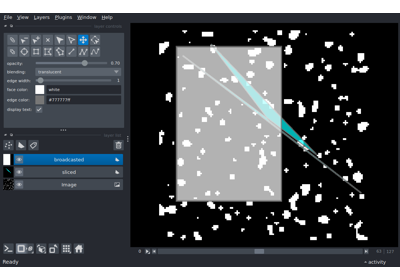 File View Layers Plugins Window Help
opacity: 0.70
blending: translucent
edge width: 1
face color: white
edge color: #777777ff
display text:
broadcasted
sliced
Image
Ready
activity